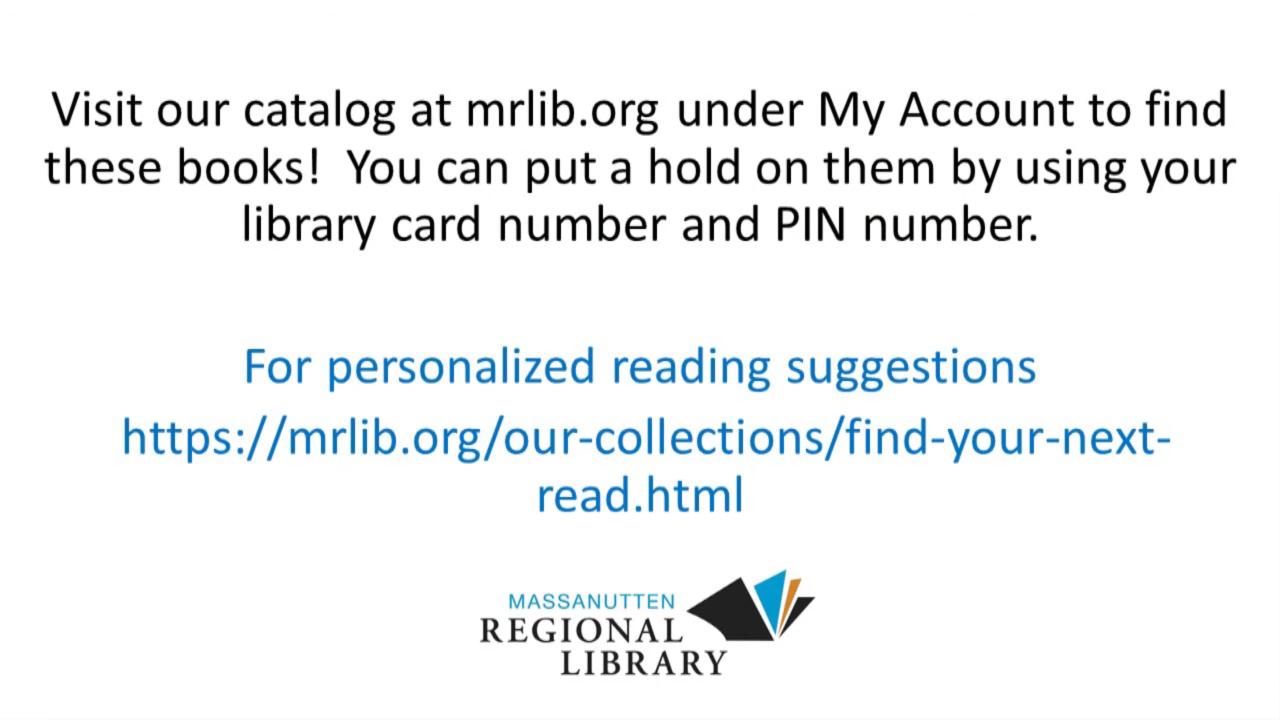 Visit our catalog at mrlib.org under My Account to find
these books!  You can put a hold on them by using your
library card number and PIN number.
For personalized reading suggestions
https://mrlib.org/our-collections/find-your-next-
read.html
MASSANUTTEN
REGIONAL
LIBRARY